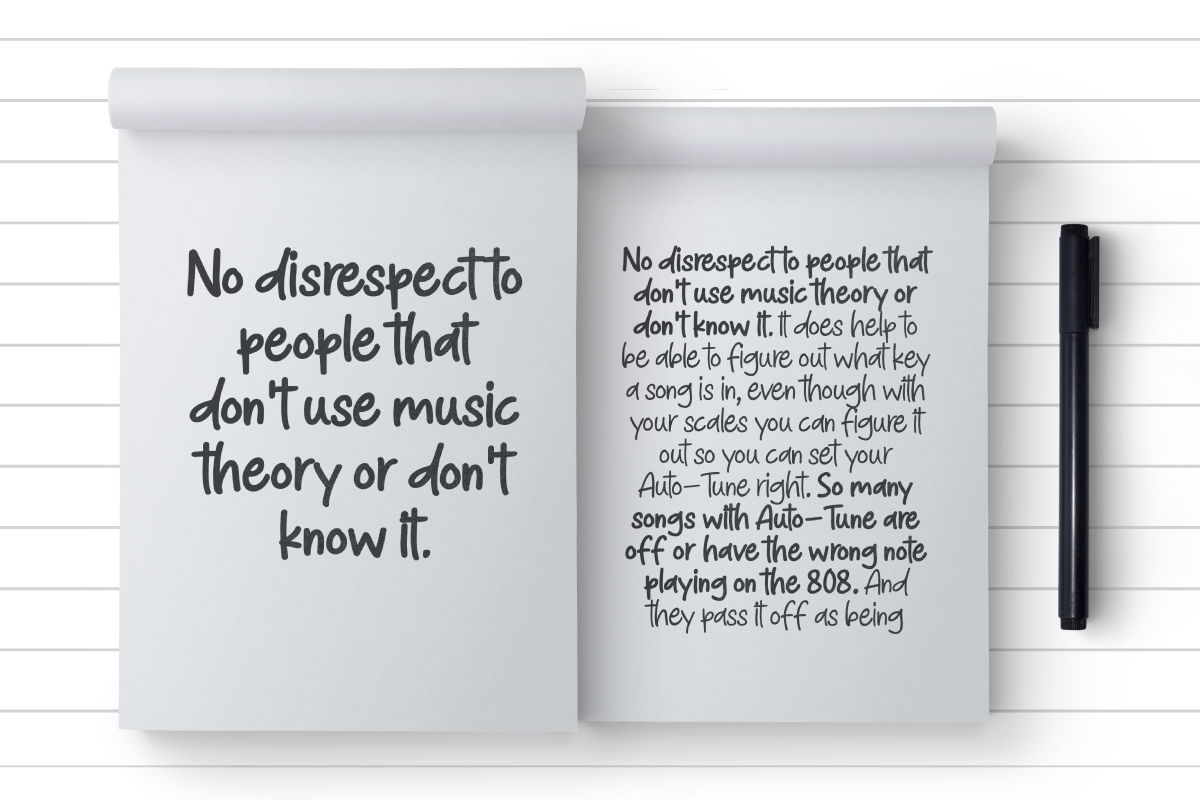 No disrespect to
people that
don't use music
theory or don't
know it.
No disrespect to people that
don't use music theory or
don't know it. It does help to
be able to figure out what key
a song is in, even though with
your scales you can figure it
out so you can set your
Auto-Tune right. So many
songs with Auto-Tune are
off or have the wrong note
playing on the 808. And
they pass it off as being